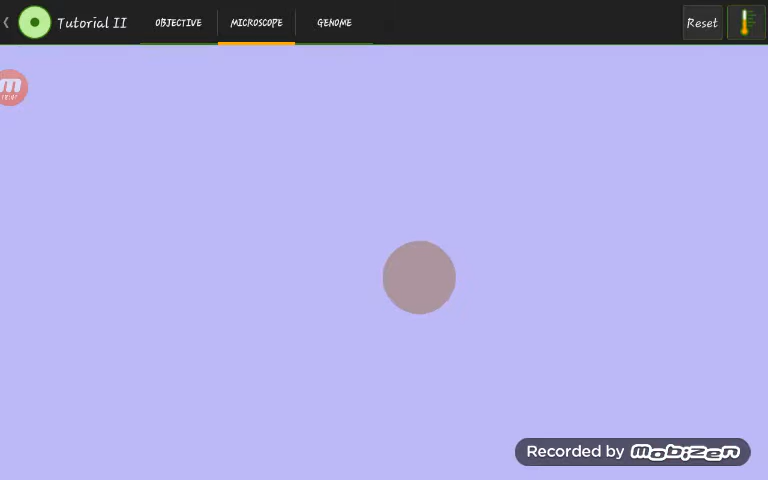 Tutorial II
OBJECTIVE
MICROSCOPE
GENOME
Reset
Recorded by mobizen